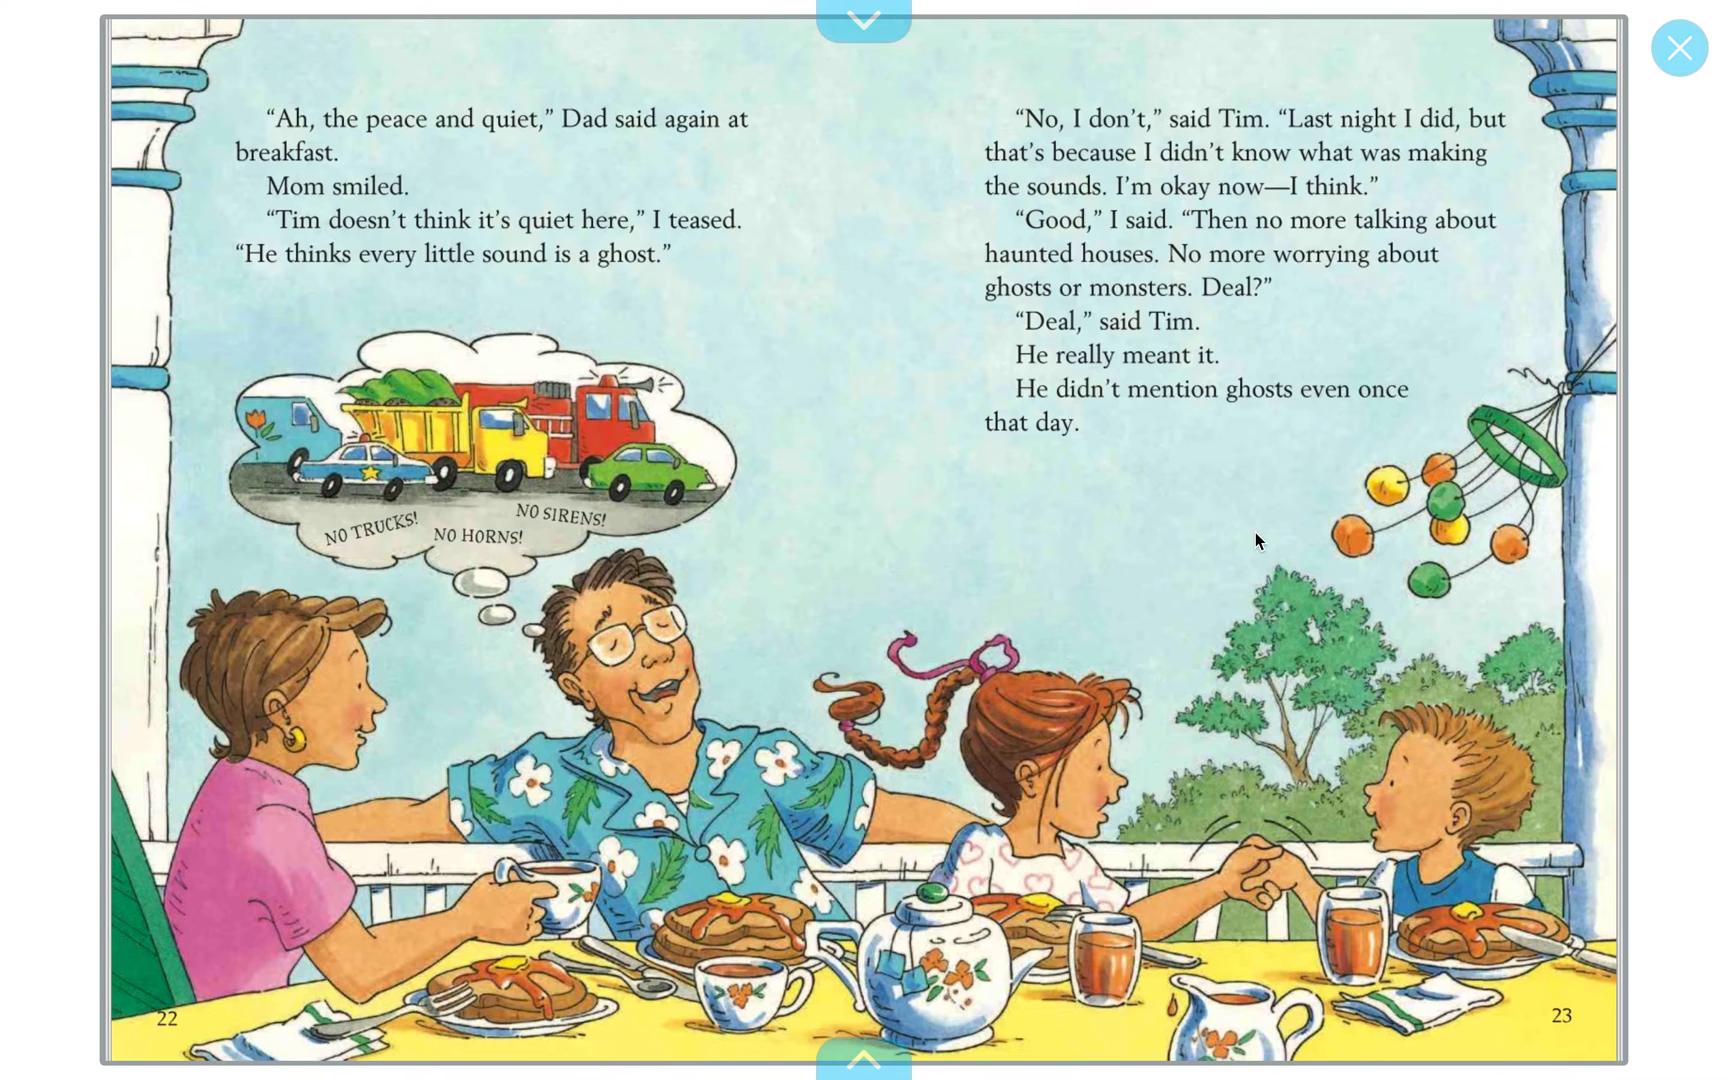 “Ah, the peace and quiet,” Dad said again at
breakfast.
Mom smiled.
“Tim doesn’t think it’s quiet here,” I teased.
“He thinks every little sound is a ghost.”
NO TRUCKS!
NO HORNS!
NO SIRENS!
22
“No, I don’t,” said Tim. “Last night I did, but
that’s because I didn’t know what was making
the sounds. I’m okay now—I think.”
“Good,” I said. “Then no more talking about
haunted houses. No more worrying about
ghosts or monsters. Deal?”
“Deal,” said Tim.
He really meant it.
He didn’t mention ghosts even once
that day.
23